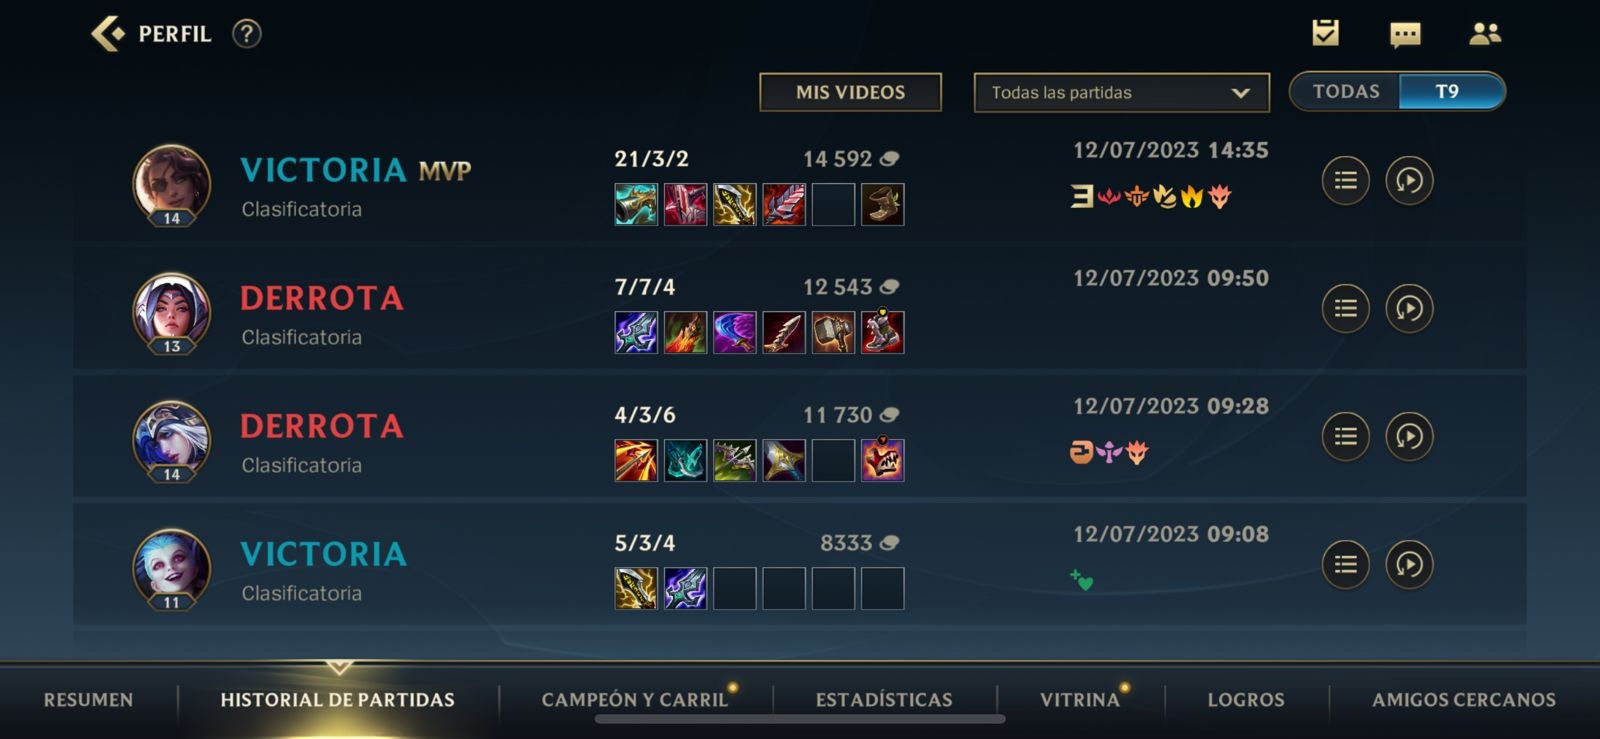 PERFIL ?
MIS VIDEOS
Todas las partidas
TODAS T9
VICTORIA MVP
Clasificatoria
14
21/3/2
14 592
12/07/2023 14:35
DERROTA
Clasificatoria
13
7/7/4
12 543
12/07/2023 09:50
DERROTA
Clasificatoria
14
4/3/6
11 730
12/07/2023 09:28
VICTORIA
Clasificatoria
11
5/3/4
8333
12/07/2023 09:08
RESUMEN
HISTORIAL DE PARTIDAS
CAMPEÓN Y CARRIL
ESTADÍSTICAS
VITRINA
LOGROS
AMIGOS CERCANOS